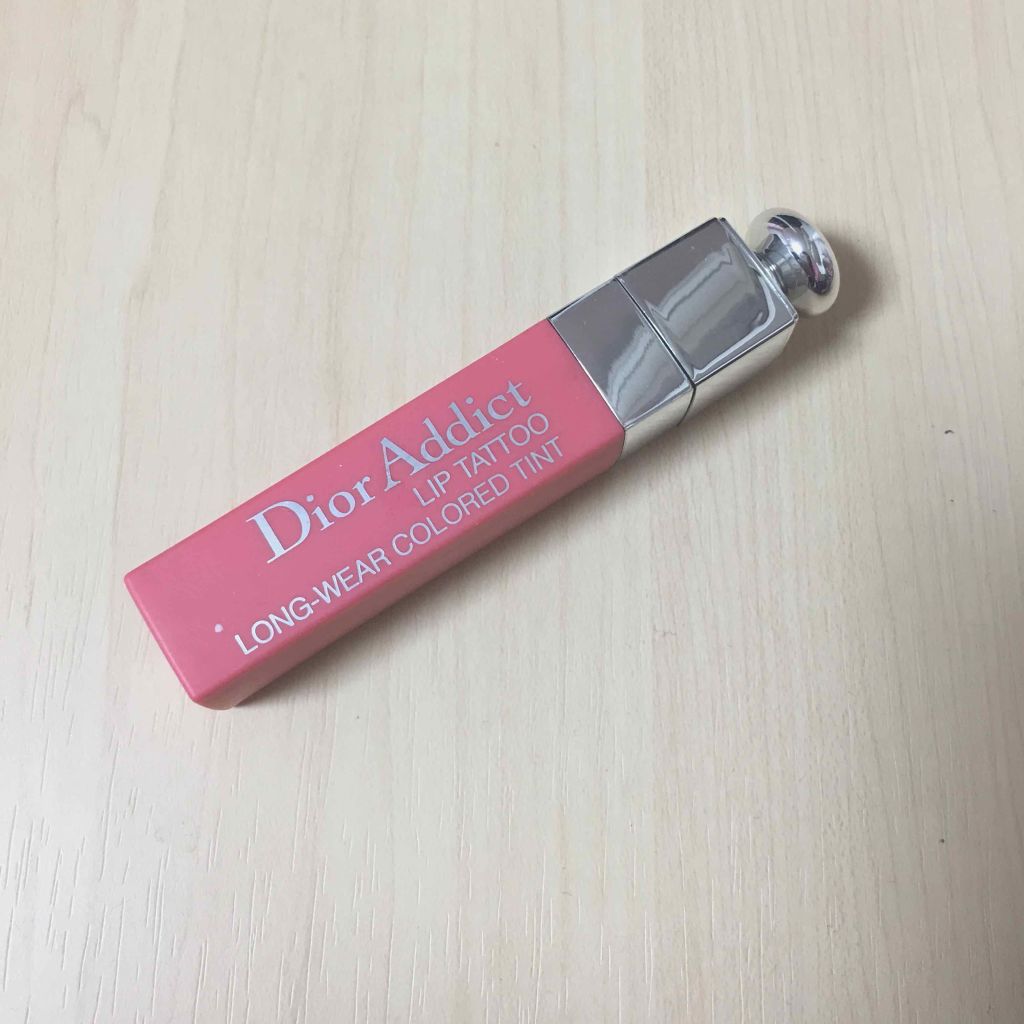 Dior Addict
LIP TATTOO
LONG-WEAR COLORED TINT